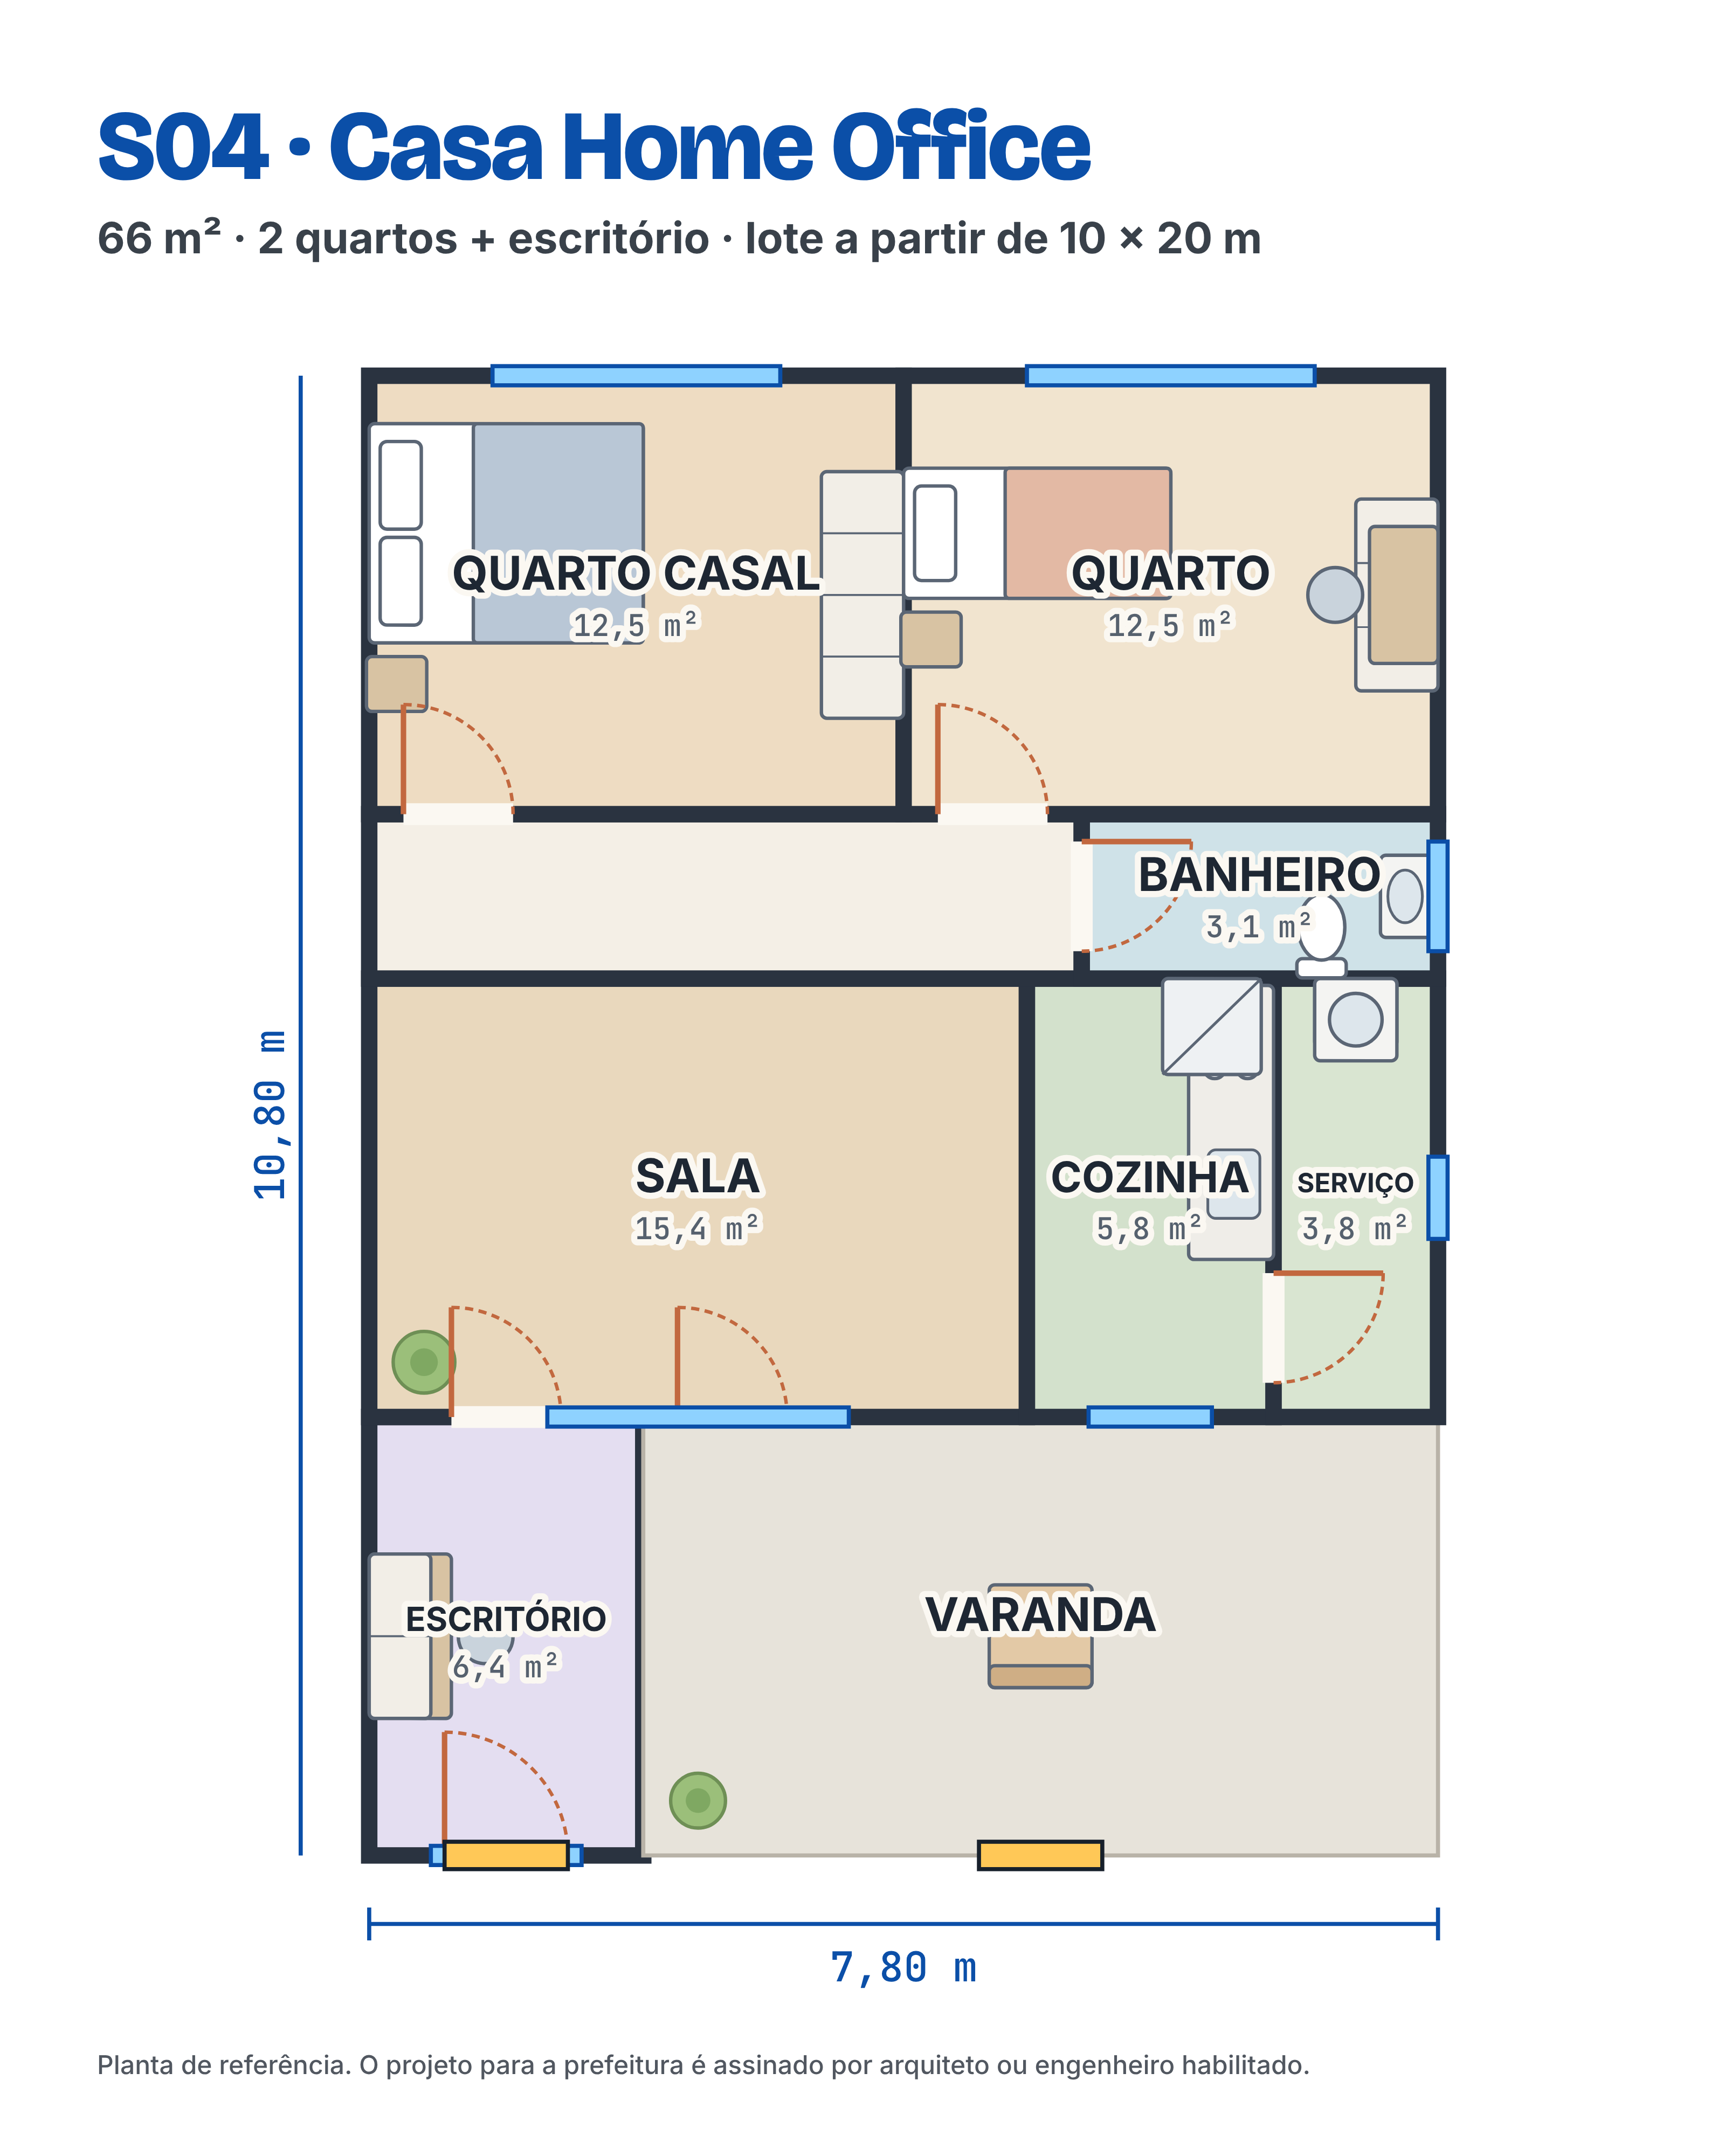 S04 · Casa Home Office
66 m² · 2 quartos + escritório · lote a partir de 10 × 20 m
QUARTO CASAL
12,5 m²
QUARTO
12,5 m²
BANHEIRO
3,1 m²
10,80 m
SALA
15,4 m²
COZINHA
5,8 m²
SERVIÇO
3,8 m²
ESCRITÓRIO
6,4 m²
VARANDA
7,80 m
Planta de referência. O projeto para a prefeitura é assinado por arquiteto ou engenheiro habilitado.